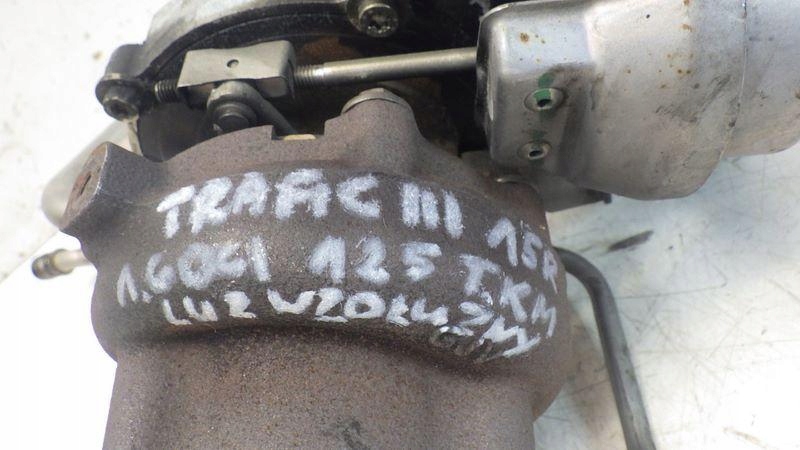 TRAFIC III 15R
1.6DCI 125 TKM
LUZ WZDŁUŻNY